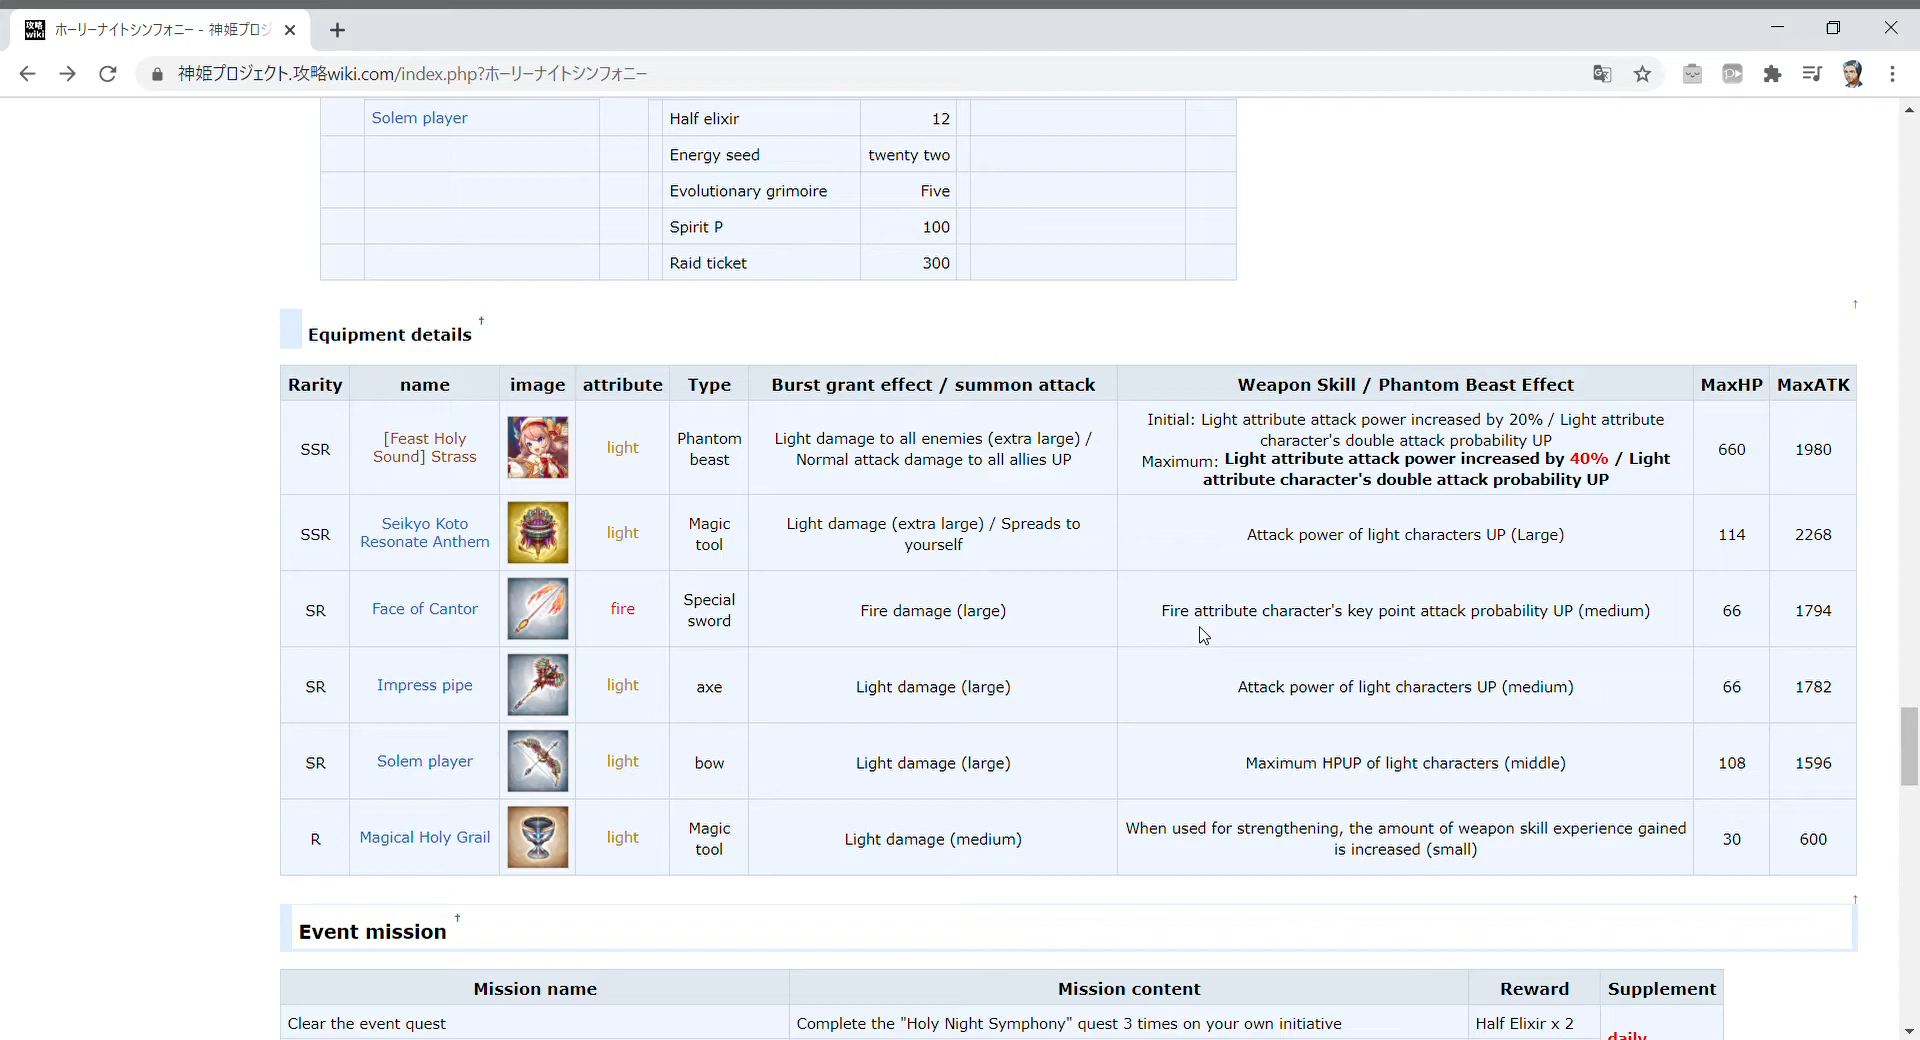 攻略
wiki
ホーリーナイトシンフォニー - 神姫プロジ
神姫プロジェクト.攻略wiki.com/index.php?ホーリーナイトシンフォニー
Solem player Half elixir 12
Energy seed twenty two
Evolutionary grimoire Five
Spirit P 100
Raid ticket 300
↑
Equipment details †
Rarity name image attribute Type Burst grant effect / summon attack Weapon Skill / Phantom Beast Effect MaxHP MaxATK
SSR [Feast Holy Sound] Strass light Phantom beast Light damage to all enemies (extra large) / Normal attack damage to all allies UP Initial: Light attribute attack power increased by 20% / Light attribute character's double attack probability UP Maximum: Light attribute attack power increased by 40% / Light attribute character's double attack probability UP 660 1980
SSR Seikyo Koto Resonate Anthem light Magic tool Light damage (extra large) / Spreads to yourself Attack power of light characters UP (Large) 114 2268
SR Face of Cantor fire Special sword Fire damage (large) Fire attribute character's key point attack probability UP (medium) 66 1794
SR Impress pipe light axe Light damage (large) Attack power of light characters UP (medium) 66 1782
SR Solem player light bow Light damage (large) Maximum HPUP of light characters (middle) 108 1596
R Magical Holy Grail light Magic tool Light damage (medium) When used for strengthening, the amount of weapon skill experience gained is increased (small) 30 600
↑
Event mission †
Mission name Mission content Reward Supplement
Clear the event quest Complete the "Holy Night Symphony" quest 3 times on your own initiative Half Elixir x 2 daily